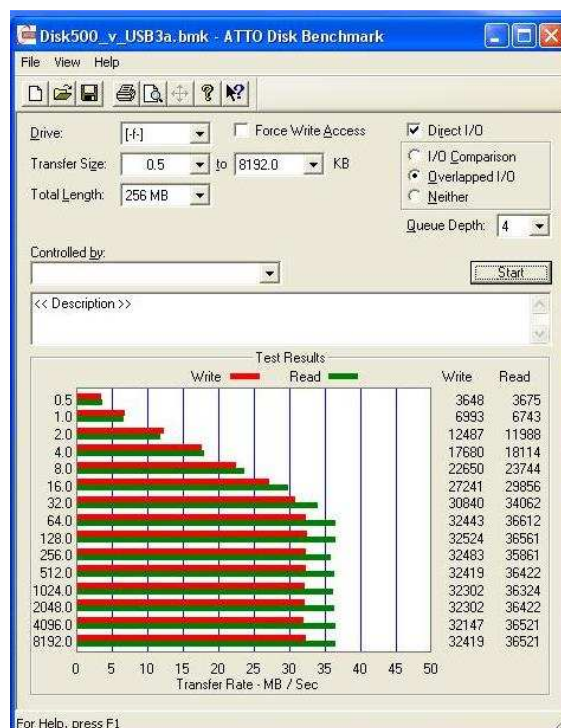 Disk500_v_USB3a.bmk - ATTO Disk Benchmark
File View Help
Drive: [-f-] Force Write Access Direct I/O
Transfer Size: 0.5 to 8192.0 KB I/O Comparison
Overlapped I/O
Total Length: 256 MB Neither
Queue Depth: 4
Controlled by:
Start
<< Description >>
Test Results
Write Read Write Read
0.5 3648 3675
1.0 6993 6743
2.0 12487 11988
4.0 17680 18114
8.0 22650 23744
16.0 27241 29856
32.0 30840 34062
64.0 32443 36612
128.0 32524 36561
256.0 32483 35861
512.0 32419 36422
1024.0 32302 36324
2048.0 32302 36422
4096.0 32147 36521
8192.0 32419 36521
0 5 10 15 20 25 30 35 40 45 50
Transfer Rate - MB / Sec
For Help, press F1